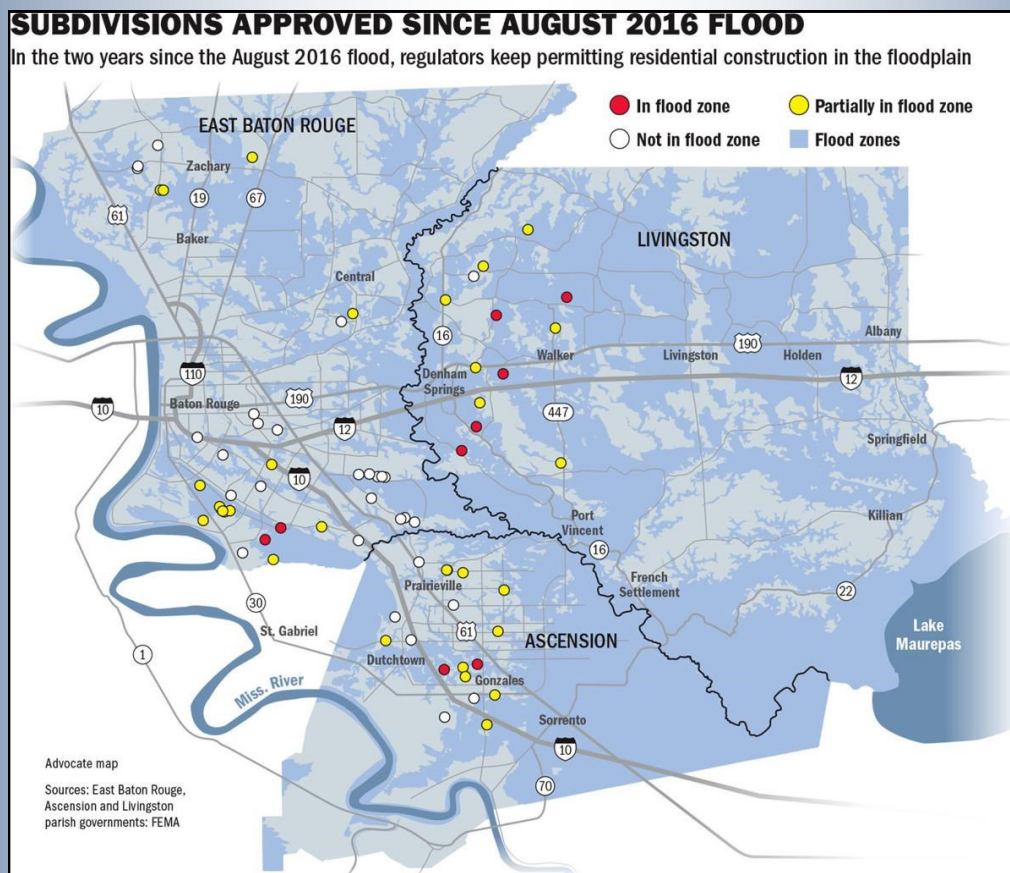 SUBDIVISIONS APPROVED SINCE AUGUST 2016 FLOOD
In the two years since the August 2016 flood, regulators keep permitting residential construction in the floodplain
In flood zone
Partially in flood zone
Not in flood zone
Flood zones
EAST BATON ROUGE
Zachary
19
67
61
Baker
LIVINGSTON
Central
16
190
Albany
Walker
Livingston
Holden
110
Denham
Springs
12
10
Baton Rouge
190
447
12
Springfield
10
Port
Vincent
Killian
16
French
Settlement
22
Prairieville
30
St. Gabriel
61
ASCENSION
Lake
Maurepas
1
Dutchtown
Gonzales
Miss. River
Sorrento
10
70
Advocate map
Sources: East Baton Rouge,
Ascension and Livingston
parish governments: FEMA